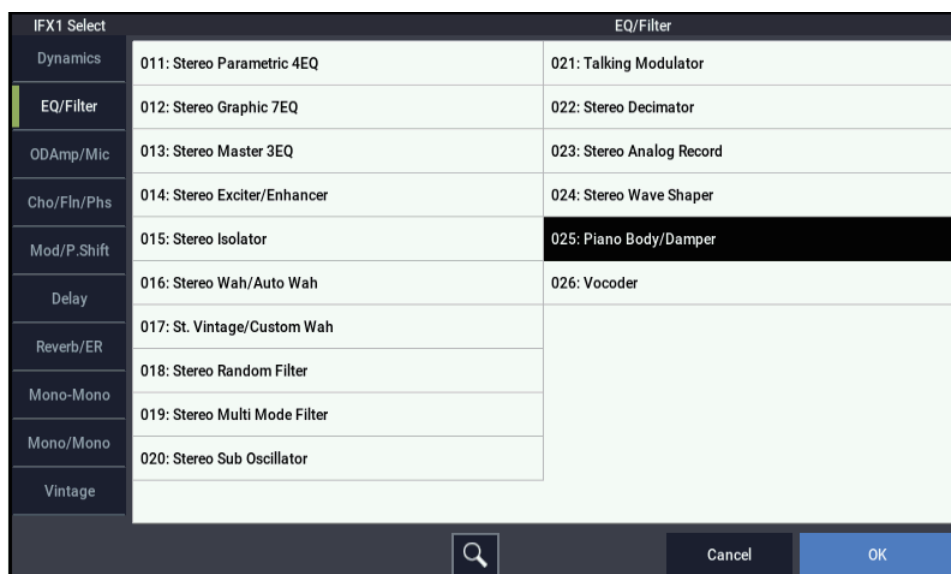 IFX1 Select
EQ/Filter
Dynamics
EQ/Filter
ODAmp/Mic
Cho/Fln/Phs
Mod/P.Shift
Delay
Reverb/ER
Mono-Mono
Mono/Mono
Vintage
011: Stereo Parametric 4EQ
012: Stereo Graphic 7EQ
013: Stereo Master 3EQ
014: Stereo Exciter/Enhancer
015: Stereo Isolator
016: Stereo Wah/Auto Wah
017: St. Vintage/Custom Wah
018: Stereo Random Filter
019: Stereo Multi Mode Filter
020: Stereo Sub Oscillator
021: Talking Modulator
022: Stereo Decimator
023: Stereo Analog Record
024: Stereo Wave Shaper
025: Piano Body/Damper
026: Vocoder
Cancel
OK